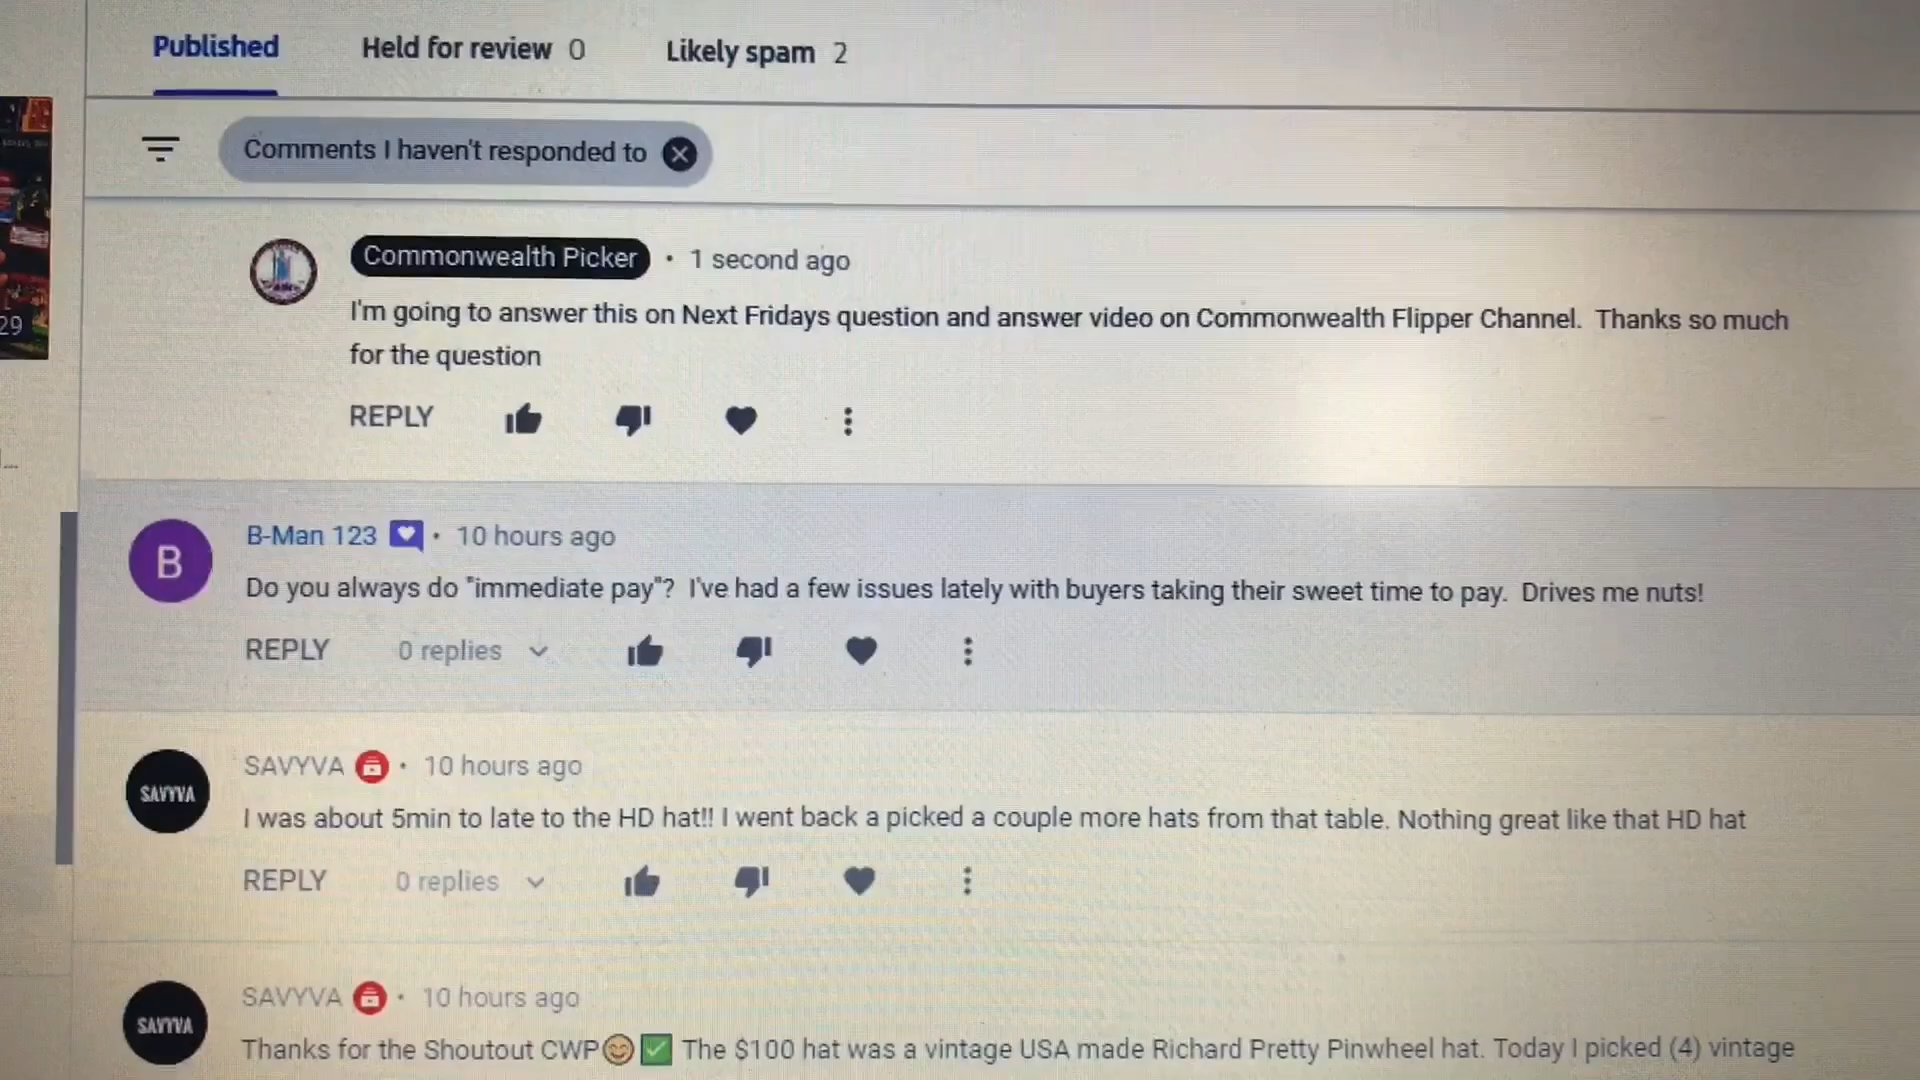 Published
Held for review 0
Likely spam 2
Comments I haven't responded to
29
Commonwealth Picker • 1 second ago
I'm going to answer this on Next Fridays question and answer video on Commonwealth Flipper Channel. Thanks so much
for the question
REPLY
B
B-Man 123 • 10 hours ago
Do you always do "immediate pay"? I've had a few issues lately with buyers taking their sweet time to pay. Drives me nuts!
REPLY 0 replies
SAVYVA
SAVYVA • 10 hours ago
I was about 5min to late to the HD hat!! I went back a picked a couple more hats from that table. Nothing great like that HD hat
REPLY 0 replies
SAVYVA
SAVYVA • 10 hours ago
Thanks for the Shoutout CWP😊✅ The $100 hat was a vintage USA made Richard Pretty Pinwheel hat. Today I picked (4) vintage